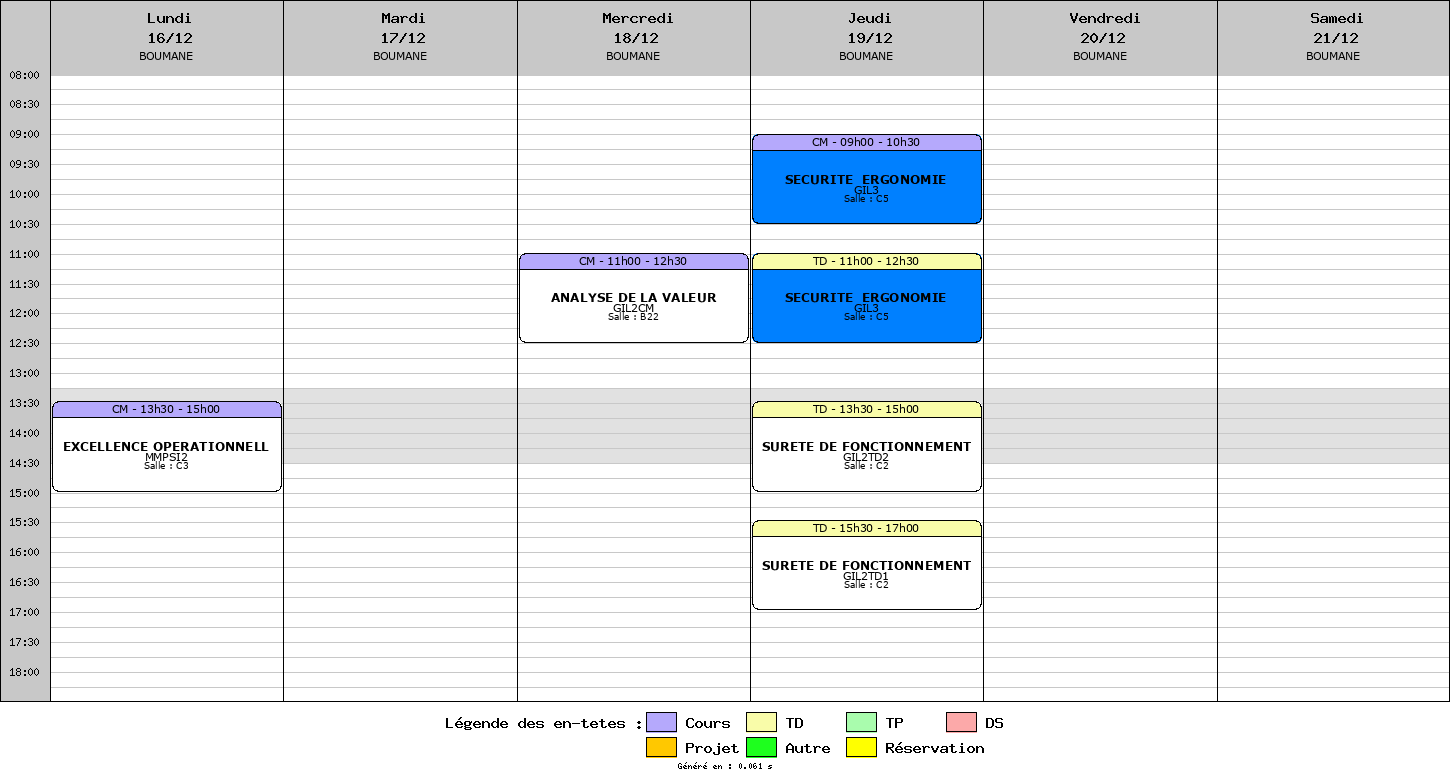 Lundi
16/12
BOUMANE
Mardi
17/12
BOUMANE
Mercredi
18/12
BOUMANE
Jeudi
19/12
BOUMANE
Vendredi
20/12
BOUMANE
Samedi
21/12
BOUMANE
08:00
08:30
09:00
09:30
10:00
10:30
11:00
11:30
12:00
12:30
13:00
13:30
14:00
14:30
15:00
15:30
16:00
16:30
17:00
17:30
18:00
CM - 13h30 - 15h00
EXCELLENCE OPERATIONNELL
MMPSI2
Salle : C3
CM - 11h00 - 12h30
ANALYSE DE LA VALEUR
GIL2CM
Salle : B22
CM - 09h00 - 10h30
SECURITE  ERGONOMIE
GIL3
Salle : C5
TD - 11h00 - 12h30
SECURITE  ERGONOMIE
GIL3
Salle : C5
TD - 13h30 - 15h00
SURETE DE FONCTIONNEMENT
GIL2TD2
Salle : C2
TD - 15h30 - 17h00
SURETE DE FONCTIONNEMENT
GIL2TD1
Salle : C2
Légende des en-tetes : Cours TD TP DS
Projet Autre Réservation
Généré en : 0.061 s